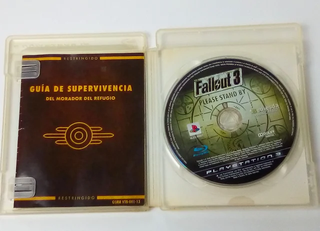 RESTRINGIDO
GUÍA DE SUPERVIVENCIA
DEL MORADOR DEL REFUGIO
RESTRINGIDO
Fallout 3
PLEASE STAND BY
PLAYSTATION 3